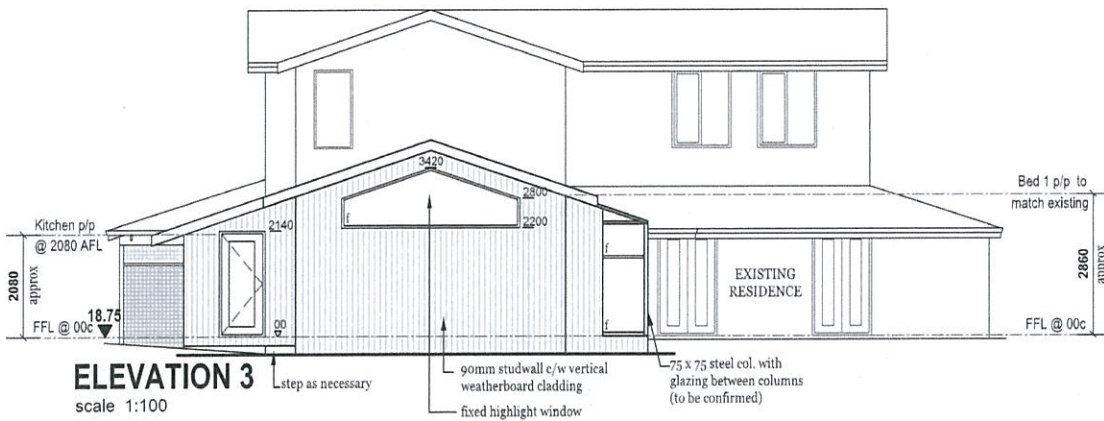 3420
2800
2200
f
2140
Kitchen p/p
@ 2080 AFL
2080
approx
18.75
FFL @ 00c
00
f
f
EXISTING
RESIDENCE
Bed 1 p/p to
match existing
2860
approx
FFL @ 00c
ELEVATION 3
scale 1:100
step as necessary
90mm studwall c/w vertical
weatherboard cladding
fixed highlight window
75 x 75 steel col. with
glazing between columns
(to be confirmed)